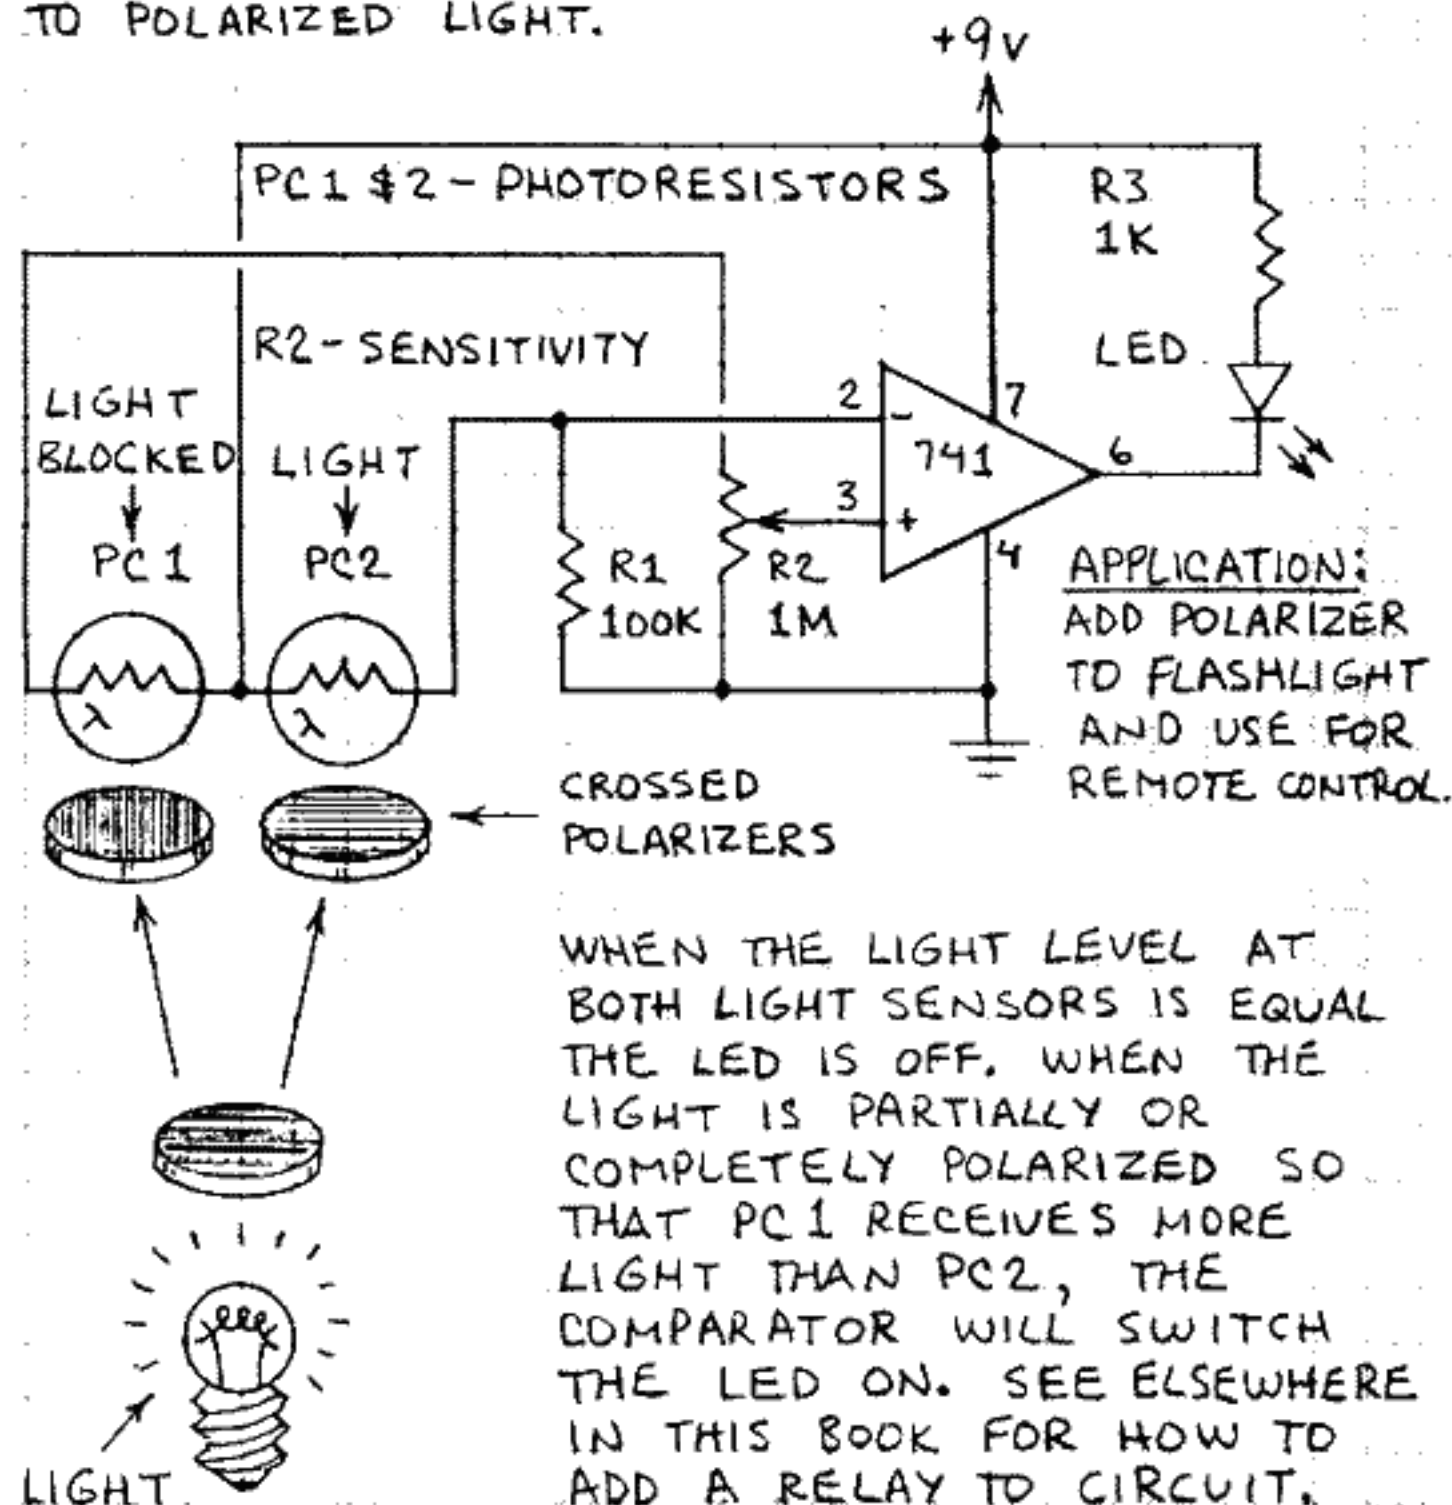 TO POLARIZED LIGHT.
+9V
PC1 $2 - PHOTORESISTORS
R3
1K
R2 - SENSITIVITY
LED
LIGHT
BLOCKED
LIGHT
2
7
741
6
3
+
4
PC1
PC2
R1
100K
R2
1M
λ
λ
APPLICATION:
ADD POLARIZER
TO FLASHLIGHT
AND USE FOR
REMOTE CONTROL.
CROSSED
POLARIZERS
WHEN THE LIGHT LEVEL AT
BOTH LIGHT SENSORS IS EQUAL
THE LED IS OFF. WHEN THE
LIGHT IS PARTIALLY OR
COMPLETELY POLARIZED SO
THAT PC1 RECEIVES MORE
LIGHT THAN PC2, THE
COMPARATOR WILL SWITCH
THE LED ON. SEE ELSEWHERE
IN THIS BOOK FOR HOW TO
ADD A RELAY TO CIRCUIT.
LIGHT